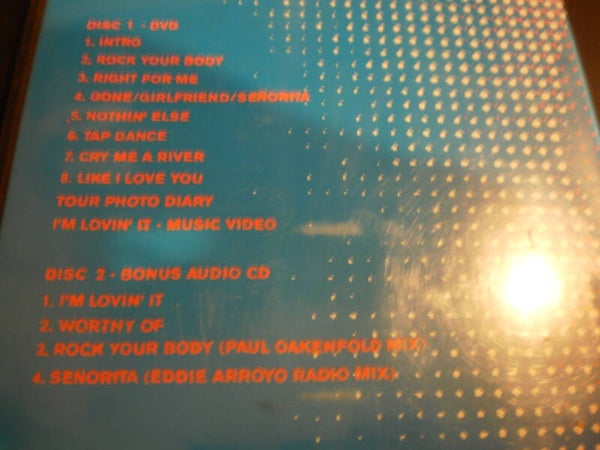 DISC 1 - DVD
1. INTRO
2. ROCK YOUR BODY
3. RIGHT FOR ME
4. GONE/GIRLFRIEND/SEÑORITA
5. NOTHIN' ELSE
6. TAP DANCE
7. CRY ME A RIVER
8. LIKE I LOVE YOU
TOUR PHOTO DIARY
I'M LOVIN' IT - MUSIC VIDEO
DISC 2 - BONUS AUDIO CD
1. I'M LOVIN' IT
2. WORTHY OF
3. ROCK YOUR BODY (PAUL OAKENFOLD MIX)
4. SENORITA (EDDIE ARROYO RADIO MIX)